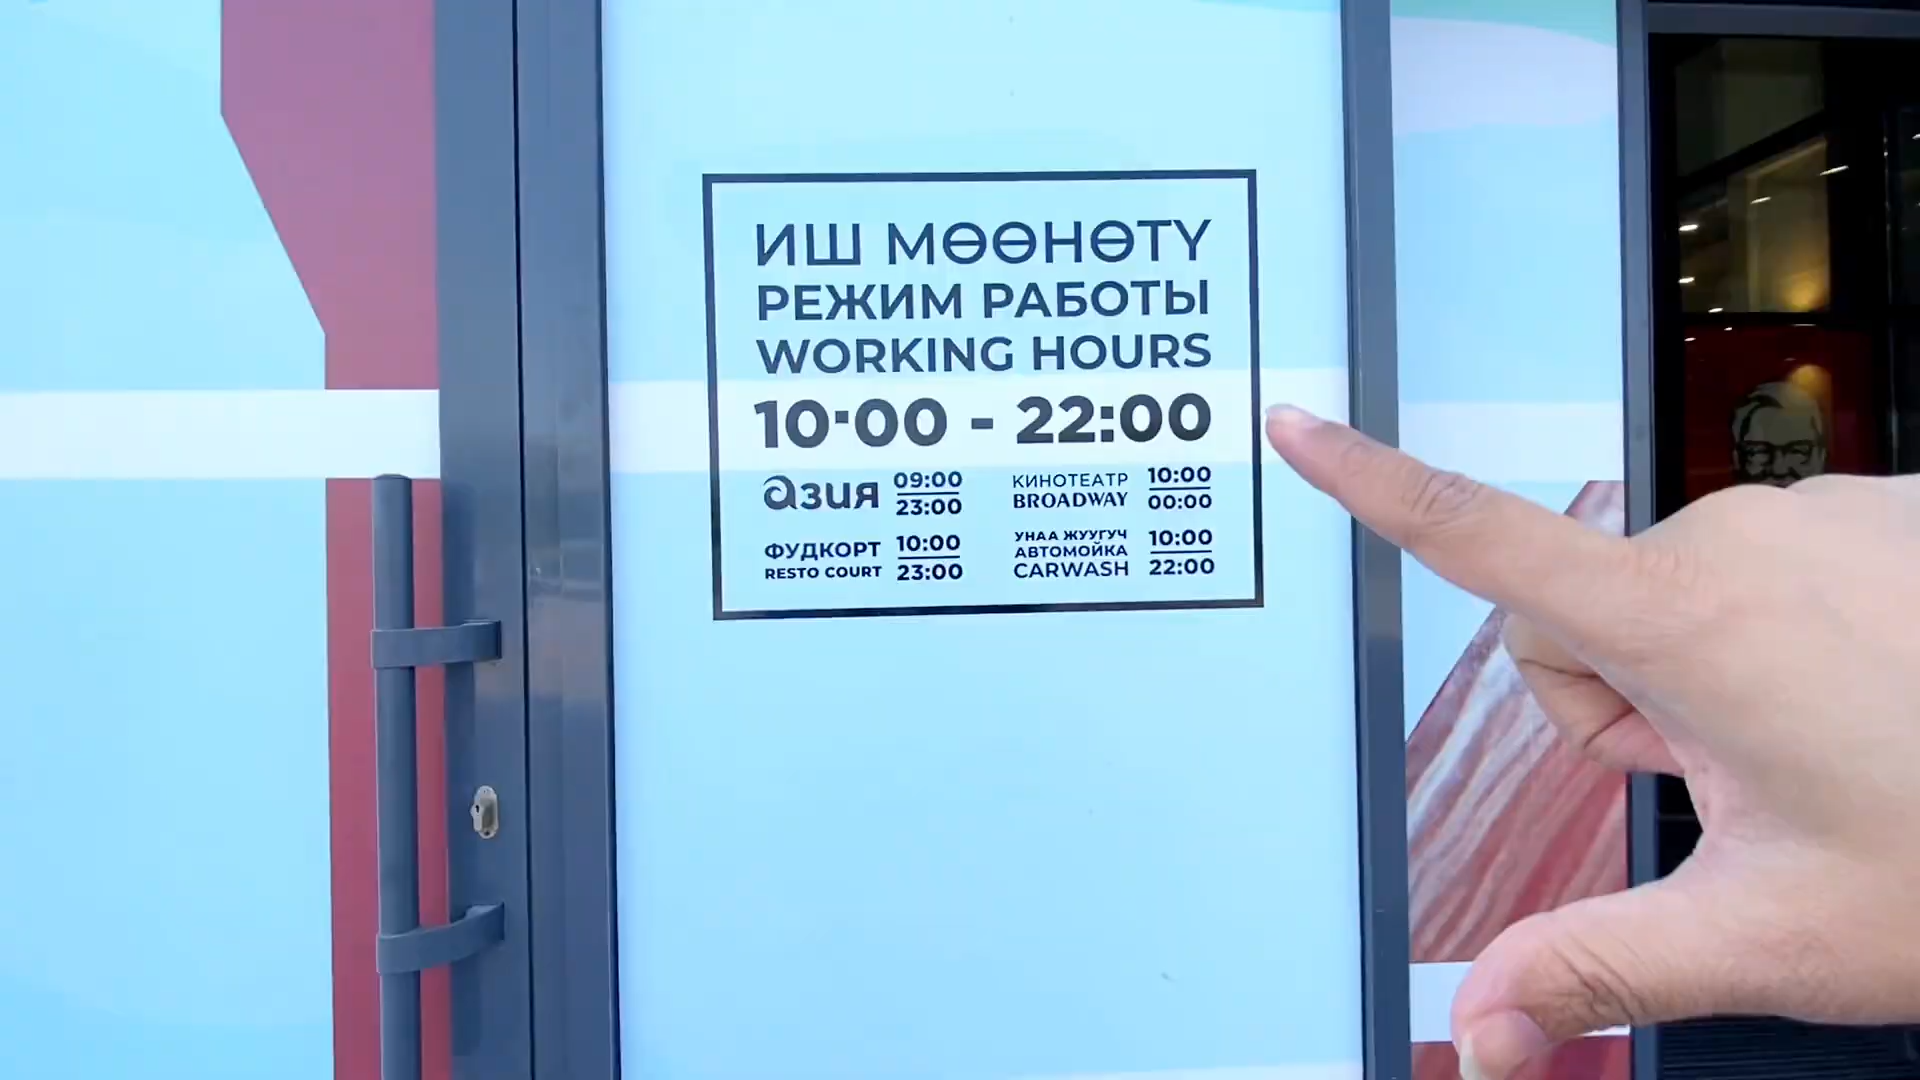 ИШ МӨӨНӨТҮ
РЕЖИМ РАБОТЫ
WORKING HOURS
10:00 - 22:00
Азия 09:00 23:00
ФУДКОРТ RESTO COURT 10:00 23:00
КИНОТЕАТР BROADWAY 10:00 00:00
УНАА ЖУУГУЧ АВТОМОЙКА CARWASH 10:00 22:00